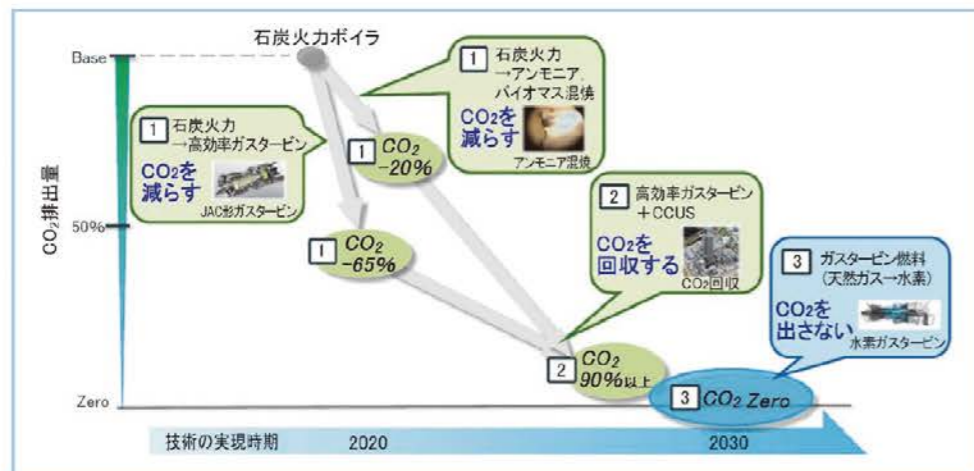 石炭火力ボイラ
Base
50%
Zero
CO2排出量
1 石炭火力
→高効率ガスタービン
CO2を
減らす
JAC形ガスタービン
1 石炭火力
→アンモニア、
バイオマス混焼
CO2を
減らす
アンモニア混焼
1 CO2
-20%
1 CO2
-65%
2 高効率ガスタービン
+CCUS
CO2を
回収する
CO2回収
3 ガスタービン燃料
(天然ガス→水素)
CO2を
出さない
水素ガスタービン
2 CO2
90%以上
3 CO2 Zero
技術の実現時期 2020 2030